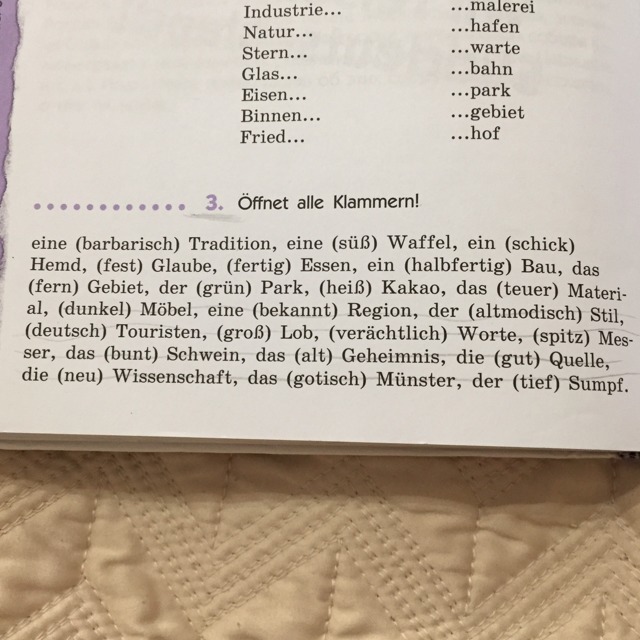 Industrie... ...malerei
Natur... ...hafen
Stern... ...warte
Glas... ...bahn
Eisen... ...park
Binnen... ...gebiet
Fried... ...hof
3. Öffnet alle Klammern!
eine (barbarisch) Tradition, eine (süß) Waffel, ein (schick)
Hemd, (fest) Glaube, (fertig) Essen, ein (halbfertig) Bau, das
(fern) Gebiet, der (grün) Park, (heiß) Kakao, das (teuer) Materi-
al, (dunkel) Möbel, eine (bekannt) Region, der (altmodisch) Stil,
(deutsch) Touristen, (groß) Lob, (verächtlich) Worte, (spitz) Mes-
ser, das (bunt) Schwein, das (alt) Geheimnis, die (gut) Quelle,
die (neu) Wissenschaft, das (gotisch) Münster, der (tief) Sumpf.